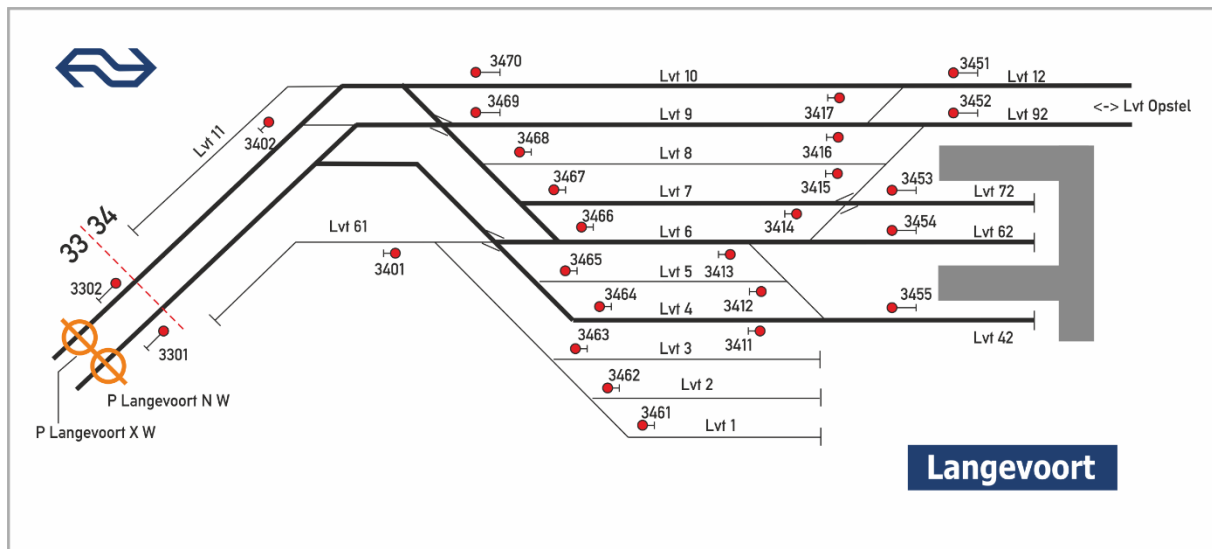 3470
Lvt 10
3451
Lvt 12
3469
Lvt 9
3417
3452
Lvt 92
<-> Lvt Opstel
Lvt 11
3402
3468
Lvt 8
3416
3467
Lvt 7
3415
3453
Lvt 72
3466
Lvt 6
3414
3454
Lvt 62
33 34
Lvt 61
3401
3465
Lvt 5
3413
3302
3464
Lvt 4
3412
3455
Lvt 42
3301
3463
Lvt 3
3411
P Langevoort N W
3462
Lvt 2
P Langevoort X W
3461
Lvt 1
Langevoort